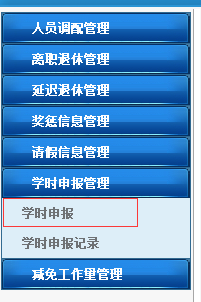 人员调配管理
离职退休管理
延迟退休管理
奖惩信息管理
请假信息管理
学时申报管理
学时申报
学时申报记录
减免工作量管理